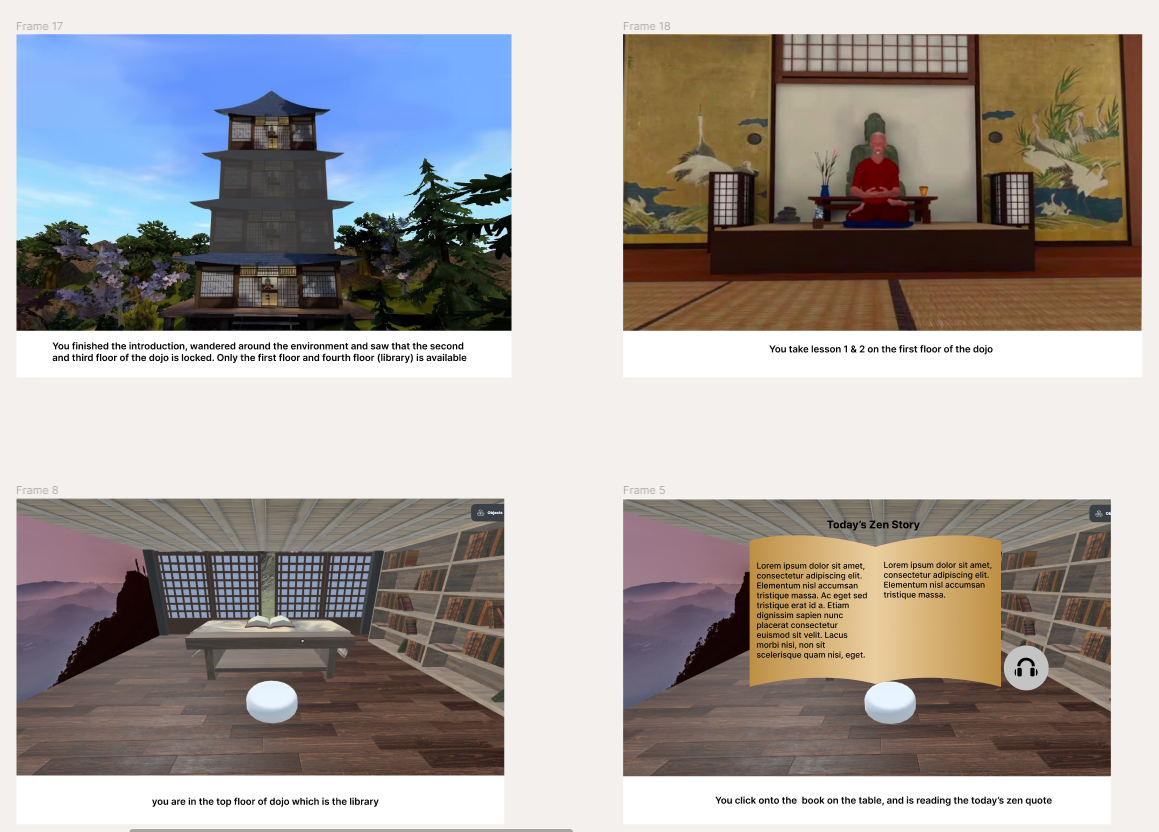 Frame 17
Frame 18
You finished the introduction, wandered around the environment and saw that the second
and third floor of the dojo is locked. Only the first floor and fourth floor (library) is available
You take lesson 1 & 2 on the first floor of the dojo
Frame 8
Frame 5
Objects
Ob
Today's Zen Story
Lorem ipsum dolor sit amet,
consectetur adipiscing elit.
Elementum nisl accumsan
tristique massa. Ac eget sed
tristique erat id a. Etiam
dignissim sapien nunc
placerat consectetur
euismod sit velit. Lacus
morbi nisi, non sit
scelerisque quam nisi, eget.
Lorem ipsum dolor sit amet,
consectetur adipiscing elit.
Elementum nisl accumsan
tristique massa.
you are in the top floor of dojo which is the library
You click onto the  book on the table, and is reading the today's zen quote